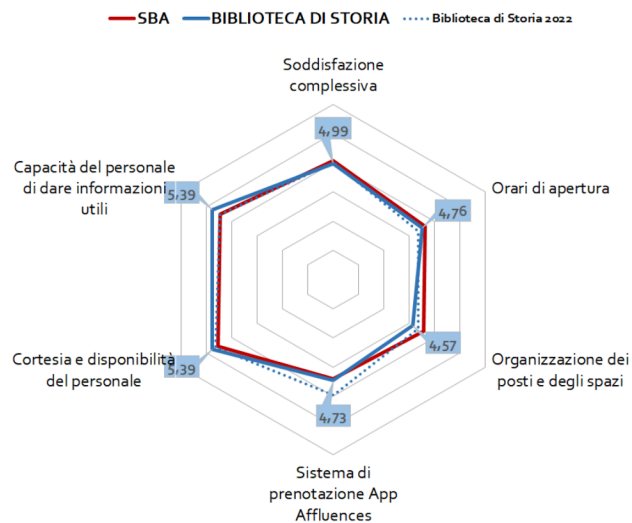 SBA BIBLIOTECA DI STORIA Biblioteca di Storia 2022
Soddisfazione
complessiva
4,99
Capacità del personale
di dare informazioni
utili
5,39
Orari di apertura
4,76
Cortesia e disponibilità
del personale
5,39
Organizzazione dei
posti e degli spazi
4,57
4,73
Sistema di
prenotazione App
Affluences